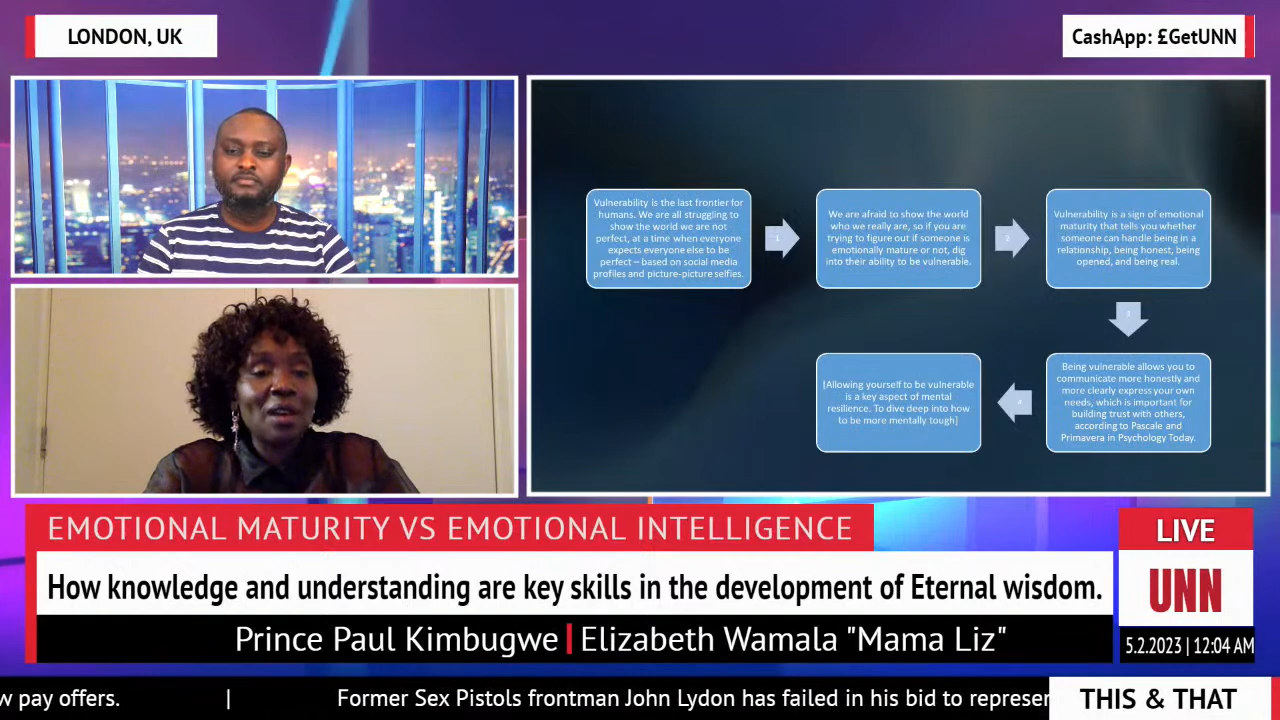 LONDON, UK
CashApp: £GetUNN
Vulnerability is the last frontier for
humans. We are all struggling to
show the world we are not
perfect, at a time when everyone
expects everyone else to be
perfect – based on social media
profiles and picture-picture selfies.
1
We are afraid to show the world
who we really are, so if you are
trying to figure out if someone is
emotionally mature or not, dig
into their ability to be vulnerable.
2
Vulnerability is a sign of emotional
maturity that tells you whether
someone can handle being in a
relationship, being honest, being
opened, and being real.
3
Being vulnerable allows you to
communicate more honestly and
more clearly express your own
needs, which is important for
building trust with others,
according to Pascale and
Primavera in Psychology Today.
4
[Allowing yourself to be vulnerable
is a key aspect of mental
resilience. To dive deep into how
to be more mentally tough]
EMOTIONAL MATURITY VS EMOTIONAL INTELLIGENCE
How knowledge and understanding are key skills in the development of Eternal wisdom.
Prince Paul Kimbugwe | Elizabeth Wamala "Mama Liz"
LIVE
UNN
5.2.2023 | 12:04 AM
w pay offers. | Former Sex Pistols frontman John Lydon has failed in his bid to represen
THIS & THAT